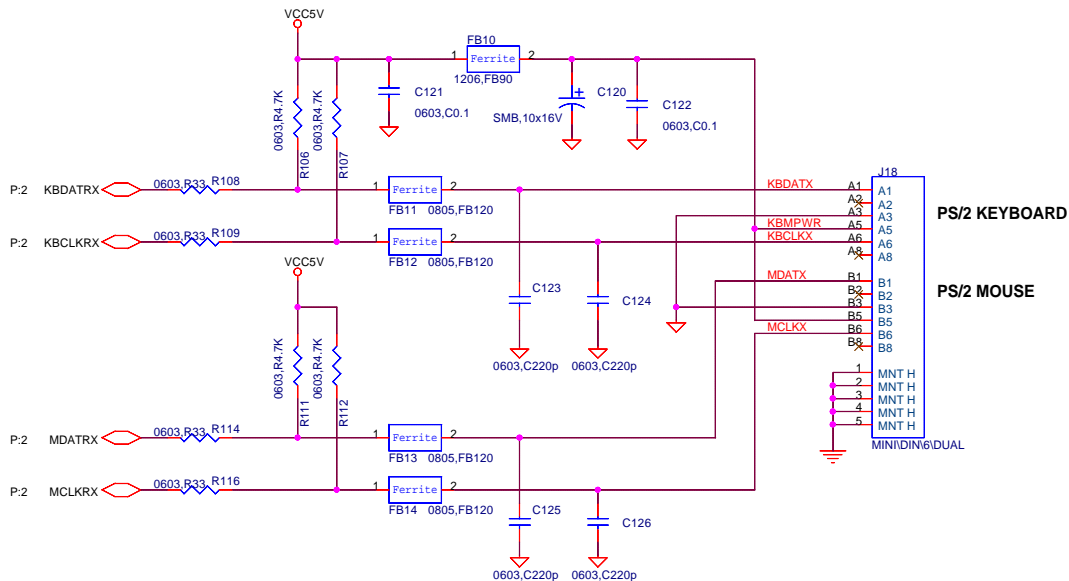 VCC5V
FB10
1 Ferrite 2
1206,FB90
C121
0603,C0.1
C120
SMB,10x16V
C122
0603,C0.1
0603,R4.7K
R106
0603,R4.7K
R107
J18
P:2 KBDATRX 0603,R33 R108
1 Ferrite 2
FB11 0805,FB120
KBDATX A1 A1
A2 A2
A3 A3
KBMPWR A5 A5
P:2 KBCLKRX 0603,R33 R109
1 Ferrite 2
FB12 0805,FB120
KBCLKX A6 A6
A8 A8
PS/2 KEYBOARD
VCC5V
C123
0603,C220p
C124
0603,C220p
MDATX B1 B1
B2 B2
B3 B3
B5 B5
MCLKX B6 B6
B8 B8
PS/2 MOUSE
0603,R4.7K
R111
0603,R4.7K
R112
1 MNT H
2 MNT H
3 MNT H
4 MNT H
5 MNT H
MINI\DIN\6\DUAL
P:2 MDATRX 0603,R33 R114
1 Ferrite 2
FB13 0805,FB120
P:2 MCLKRX 0603,R33 R116
1 Ferrite 2
FB14 0805,FB120
C125
0603,C220p
C126
0603,C220p